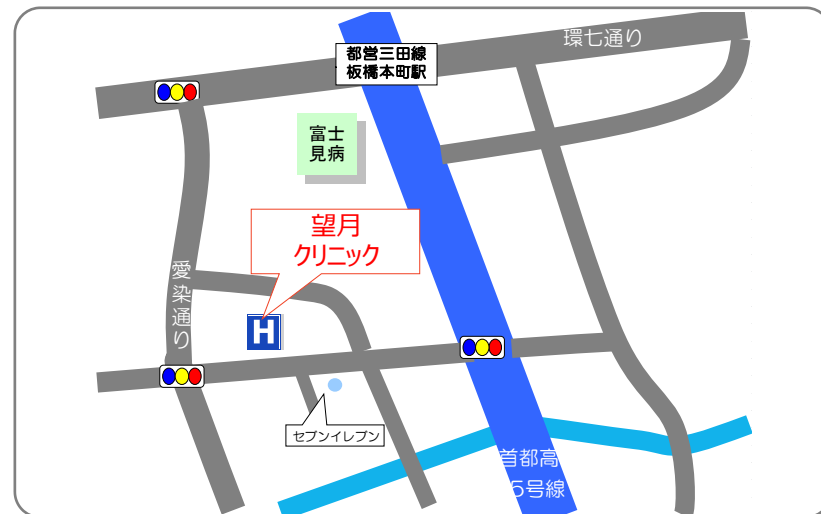 環七通り
都営三田線
板橋本町駅
富士
見病
望月
クリニック
愛染通り
H
セブンイレブン
首都高
5号線